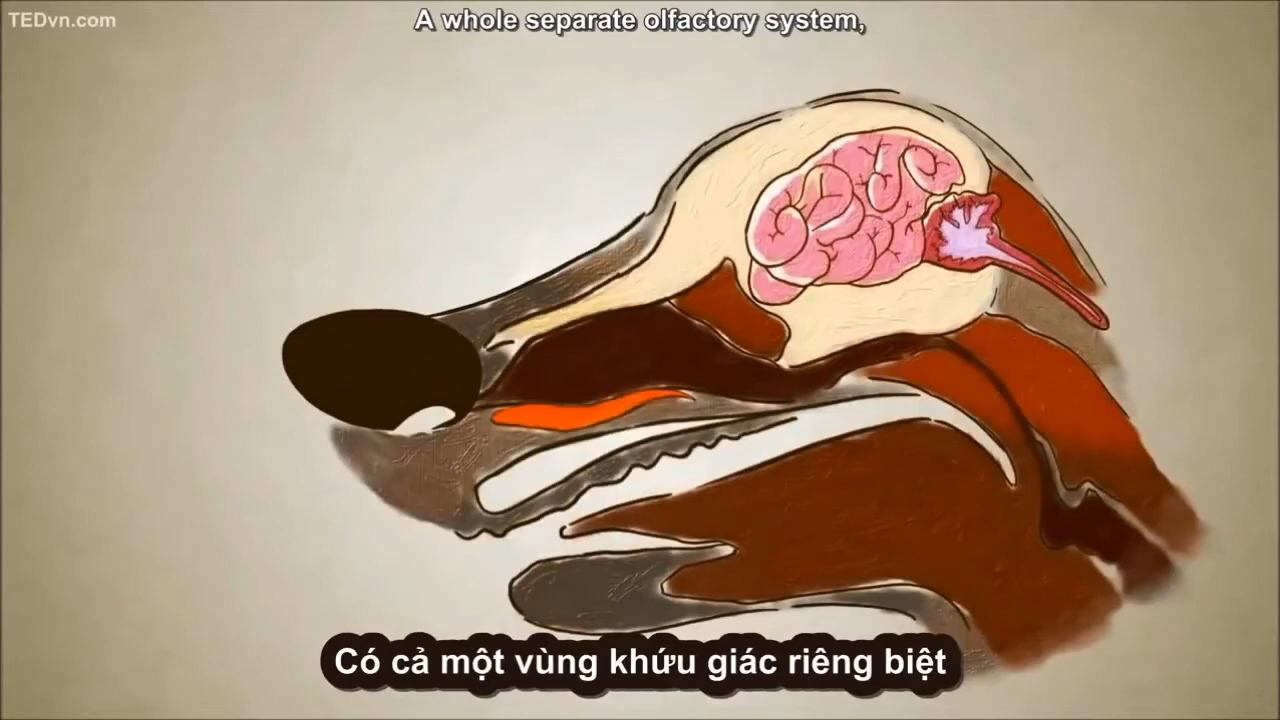 TEDvn.com
A whole separate olfactory system,
Có cả một vùng khứu giác riêng biệt